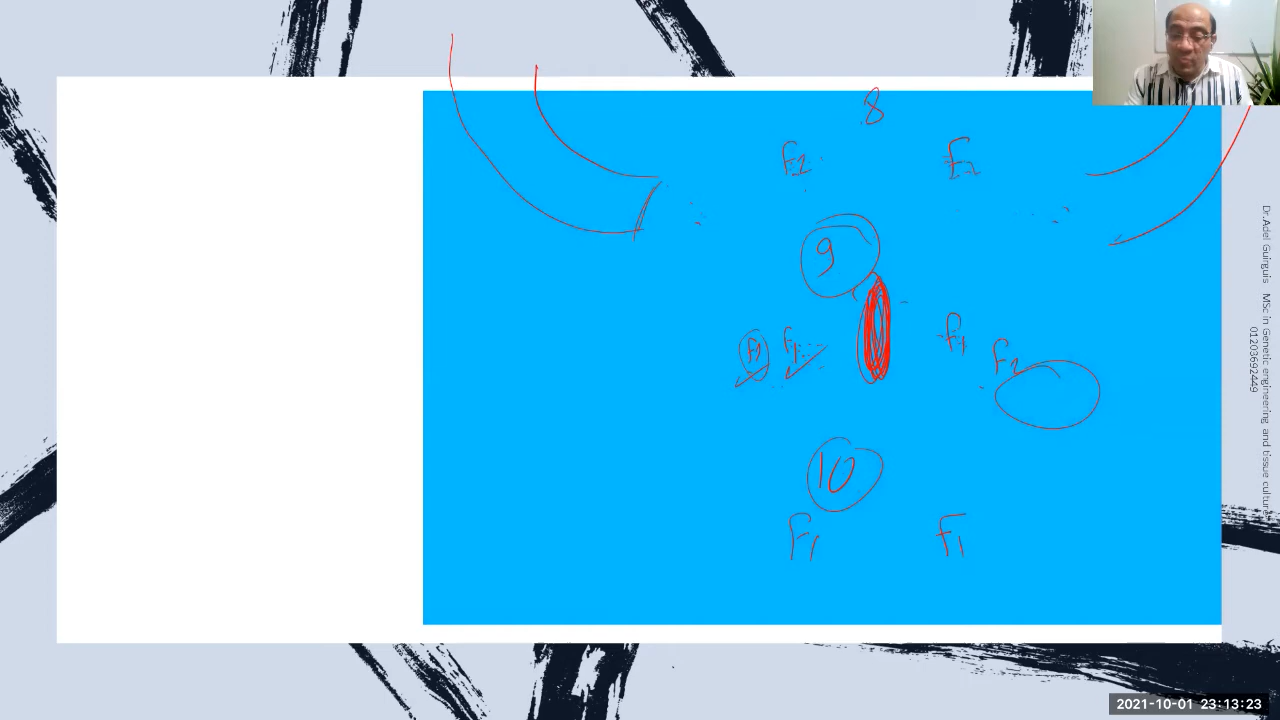 8
F2 F2
9
F1 F1 F1 F2
10
F1 F1
Dr.Adel Guirguis MSc in Genetic engineering and tissue culture
01203692449
2021-10-01 23:13:23